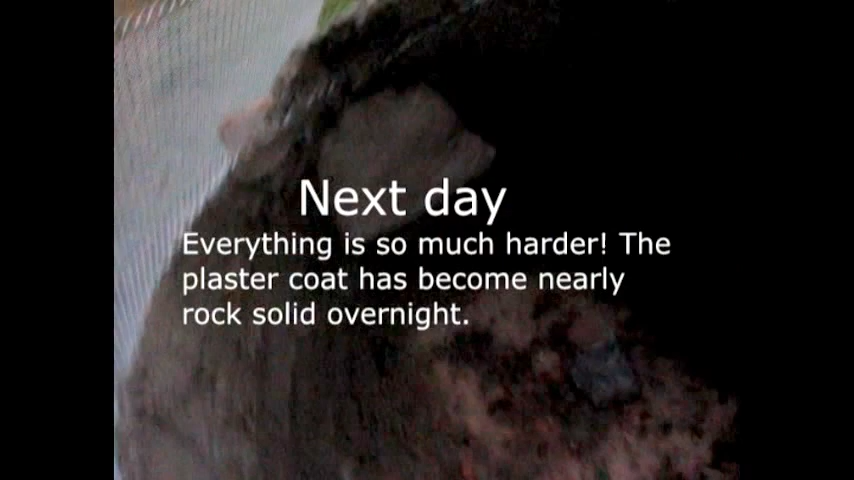 Next day
Everything is so much harder! The
plaster coat has become nearly
rock solid overnight.